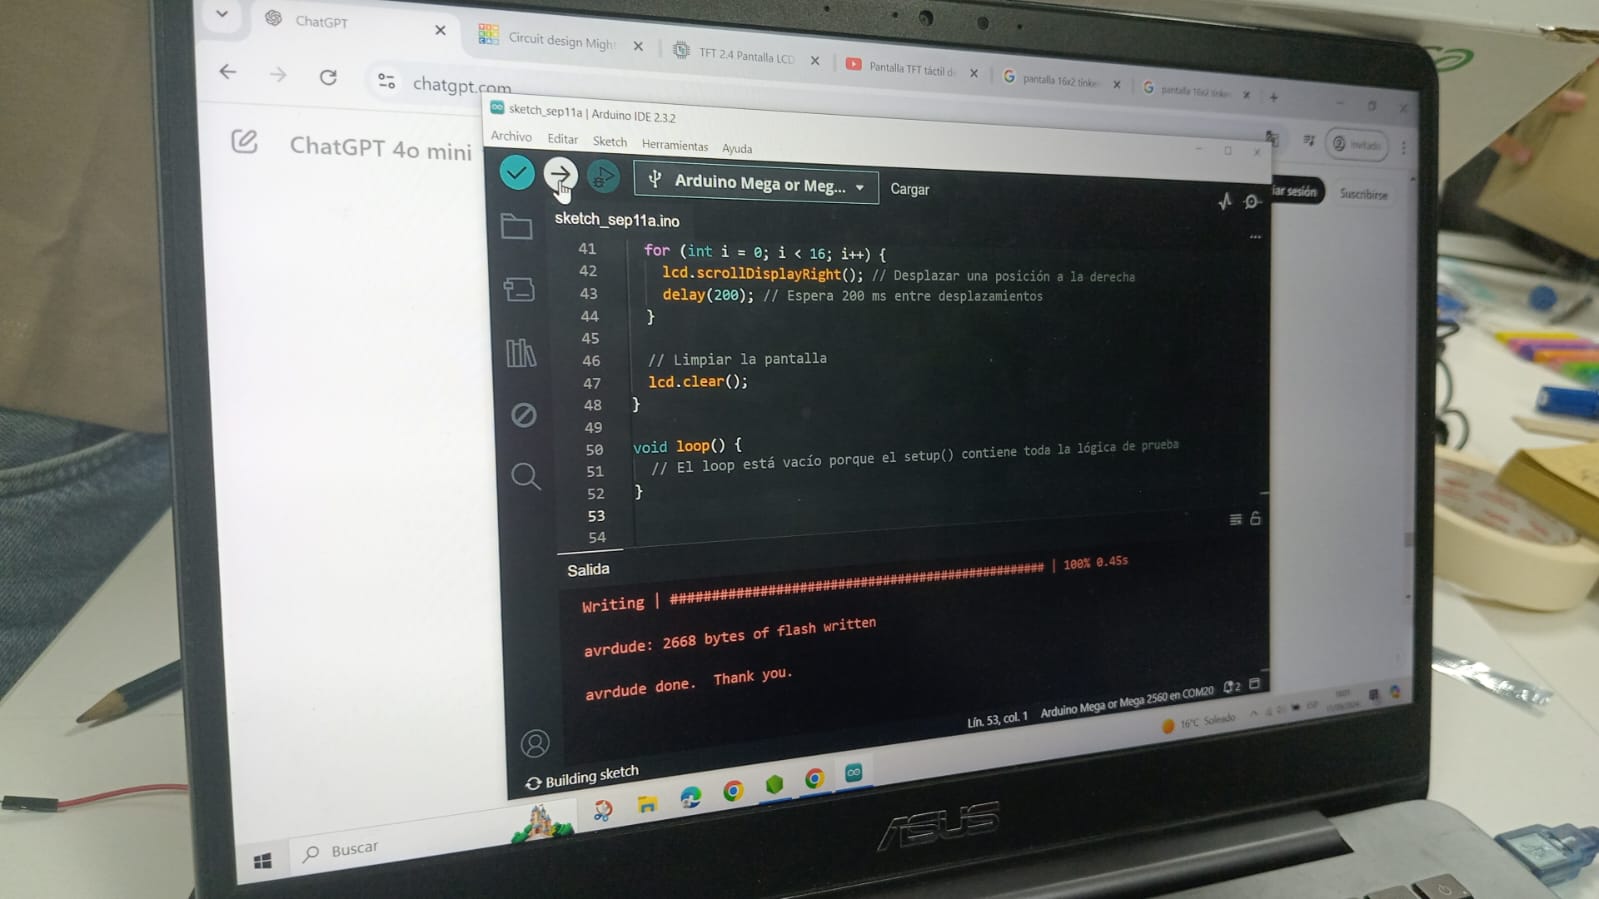 ChatGPT
Circuit design Migh
TFT 2.4 Pantalla LCD
Pantalla TFT táctil de
pantalla 16x2 tinke
pantalla 16x2 tinke
chatgpt.com
Invitado
ChatGPT 4o mini
iar sesión
Suscribirse
sketch_sep11a | Arduino IDE 2.3.2
Archivo Editar Sketch Herramientas Ayuda
Arduino Mega or Meg...
Cargar
sketch_sep11a.ino
41 for (int i = 0; i < 16; i++) {
42 lcd.scrollDisplayRight(); // Desplazar una posición a la derecha
43 delay(200); // Espera 200 ms entre desplazamientos
44 }
45
46 // Limpiar la pantalla
47 lcd.clear();
48 }
49
50 void loop() {
51 // El loop está vacío porque el setup() contiene toda la lógica de prueba
52 }
53
54
Salida
Writing | ################################################## | 100% 0.45s
avrdude: 2668 bytes of flash written
avrdude done. Thank you.
Lín. 53, col. 1 Arduino Mega or Mega 2560 en COM20 2
Building sketch
16°C Soleado
ESP
Buscar
ASUS